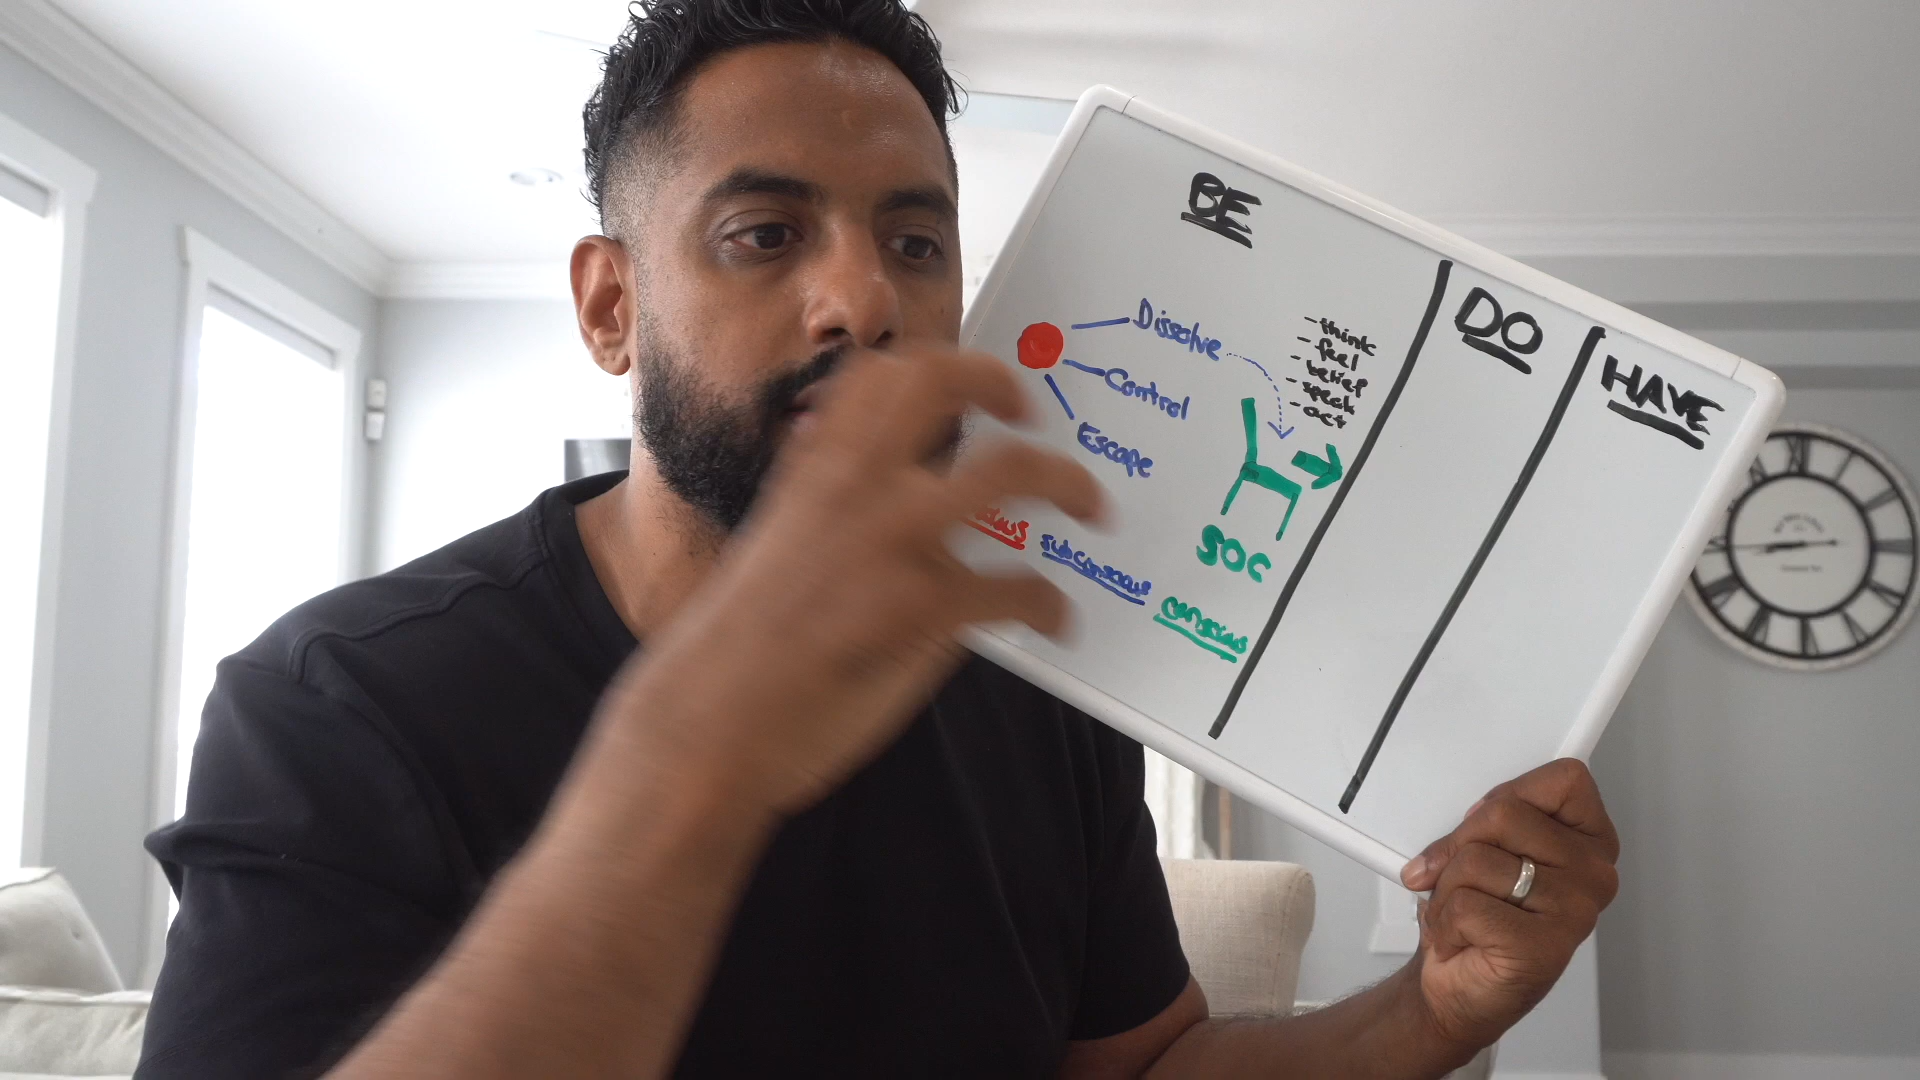 BE
Dissolve
Control
Escape
- think
- feel
- belief
- speak
- act
SOC
subconscious
conscious
DO
HAVE